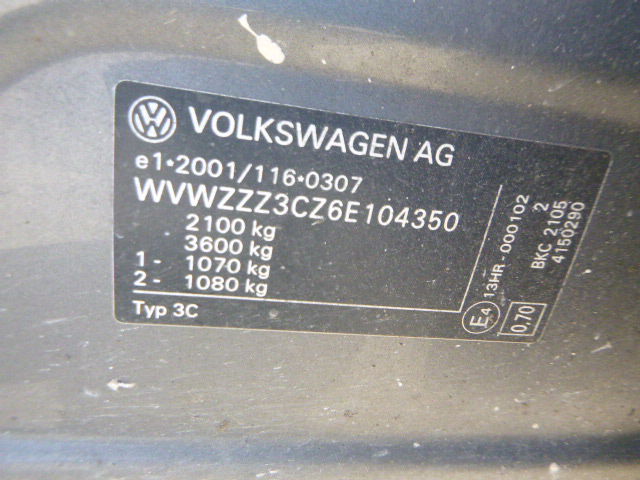 VOLKSWAGEN AG
e1*2001/116*0307
WVWZZZ3CZ6E104350
2100 kg
3600 kg
1 - 1070 kg
2 - 1080 kg
Typ 3C
E4 13HR - 000102
2
BKC 2105
4150290
0.70